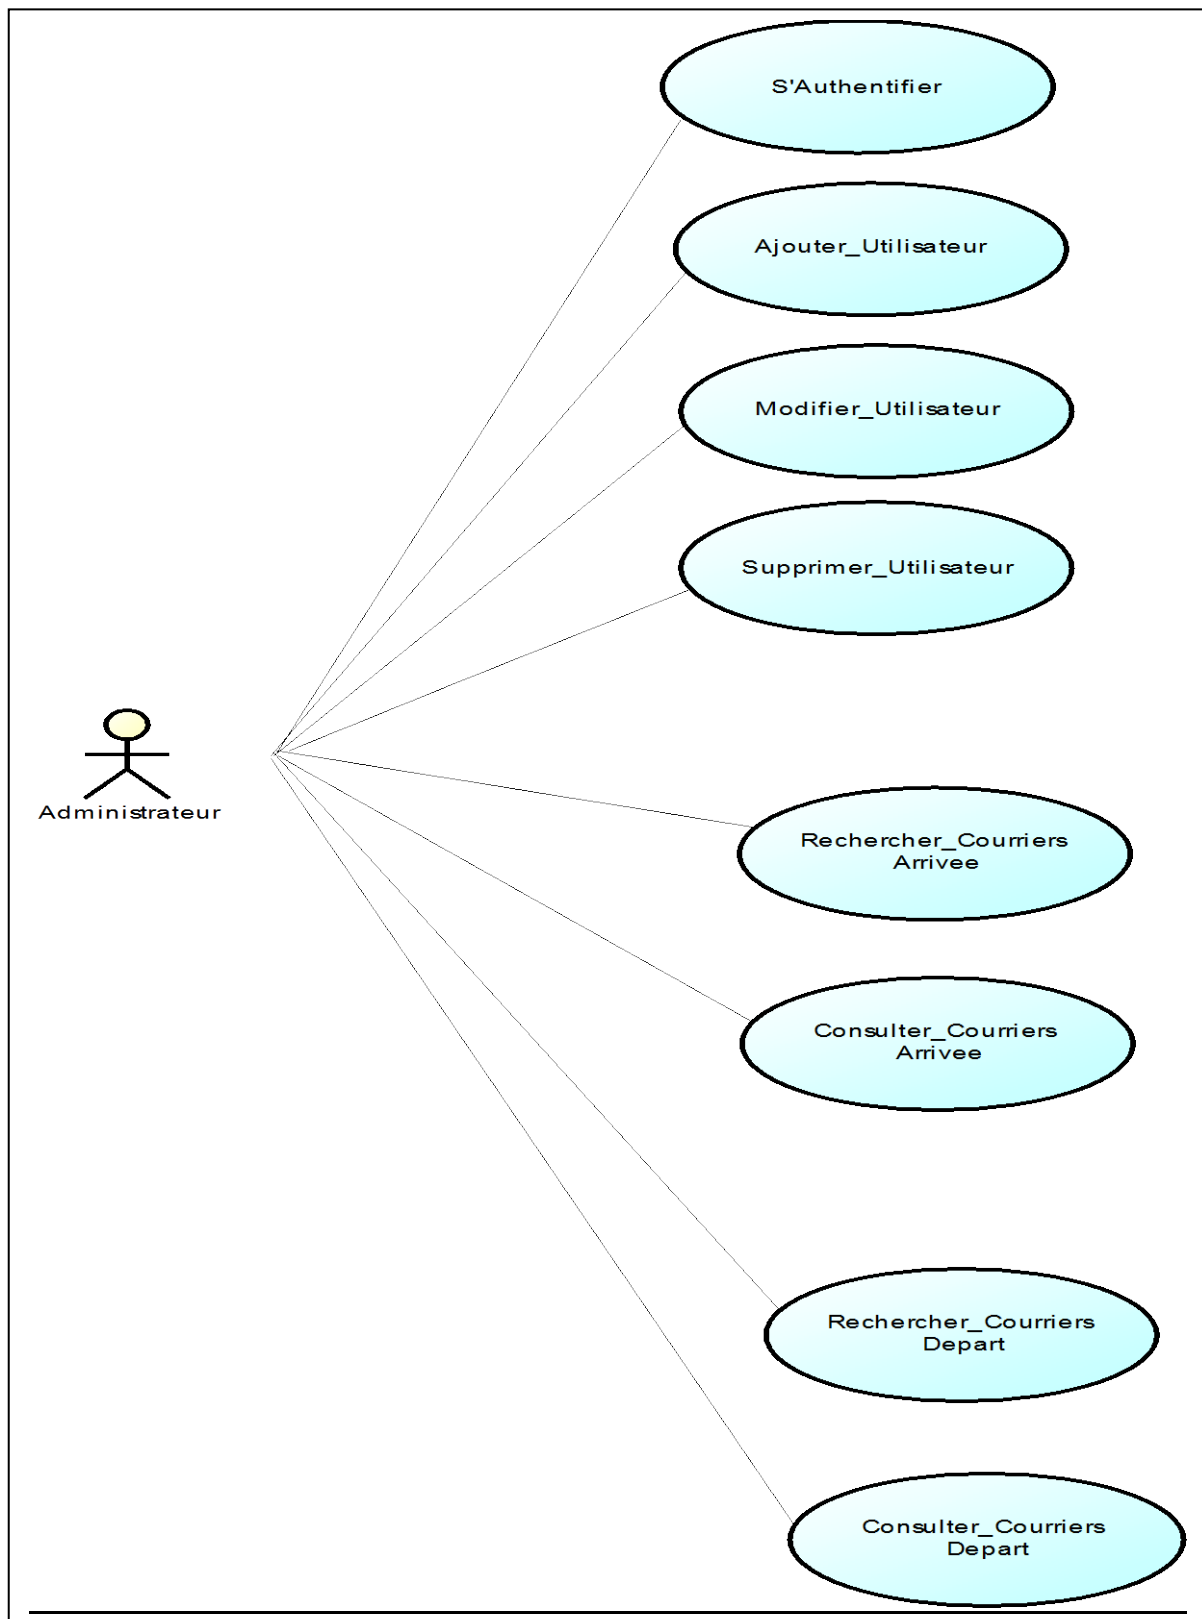 S'Authentifier
Ajouter_Utilisateur
Modifier_Utilisateur
Supprimer_Utilisateur
Administrateur
Rechercher_Courriers
Arrivee
Consulter_Courriers
Arrivee
Rechercher_Courriers
Depart
Consulter_Courriers
Depart